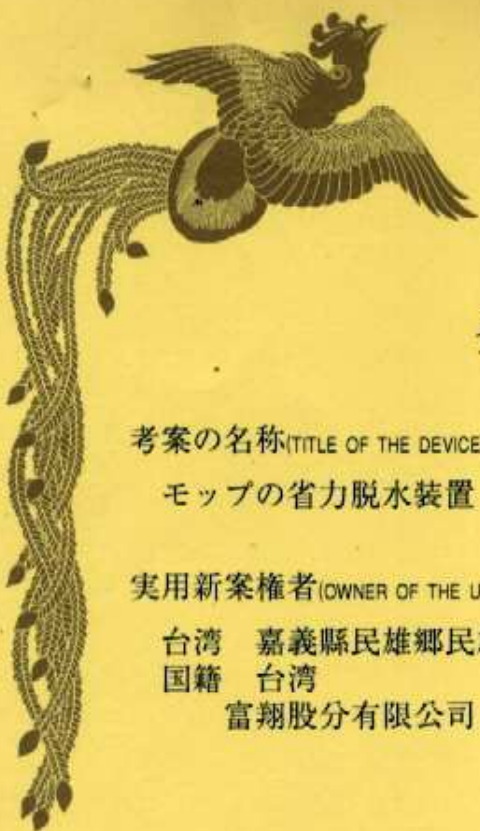 考案の名称(TITLE OF THE DEVICE
モップの省力脱水装置
実用新案権者(OWNER OF THE U
台湾 嘉義縣民雄郷民
国籍 台湾
富翔股分有限公司